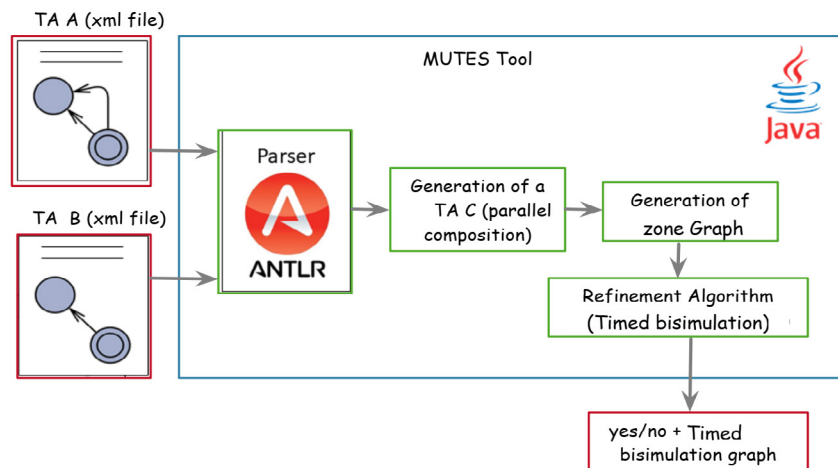 TA A (xml file)
MUTES Tool
Java
Parser
ANTLR
TA B (xml file)
Generation of a
TA C (parallel
composition)
Generation of
zone Graph
Refinement Algorithm
(Timed bisimulation)
yes/no + Timed
bisimulation graph